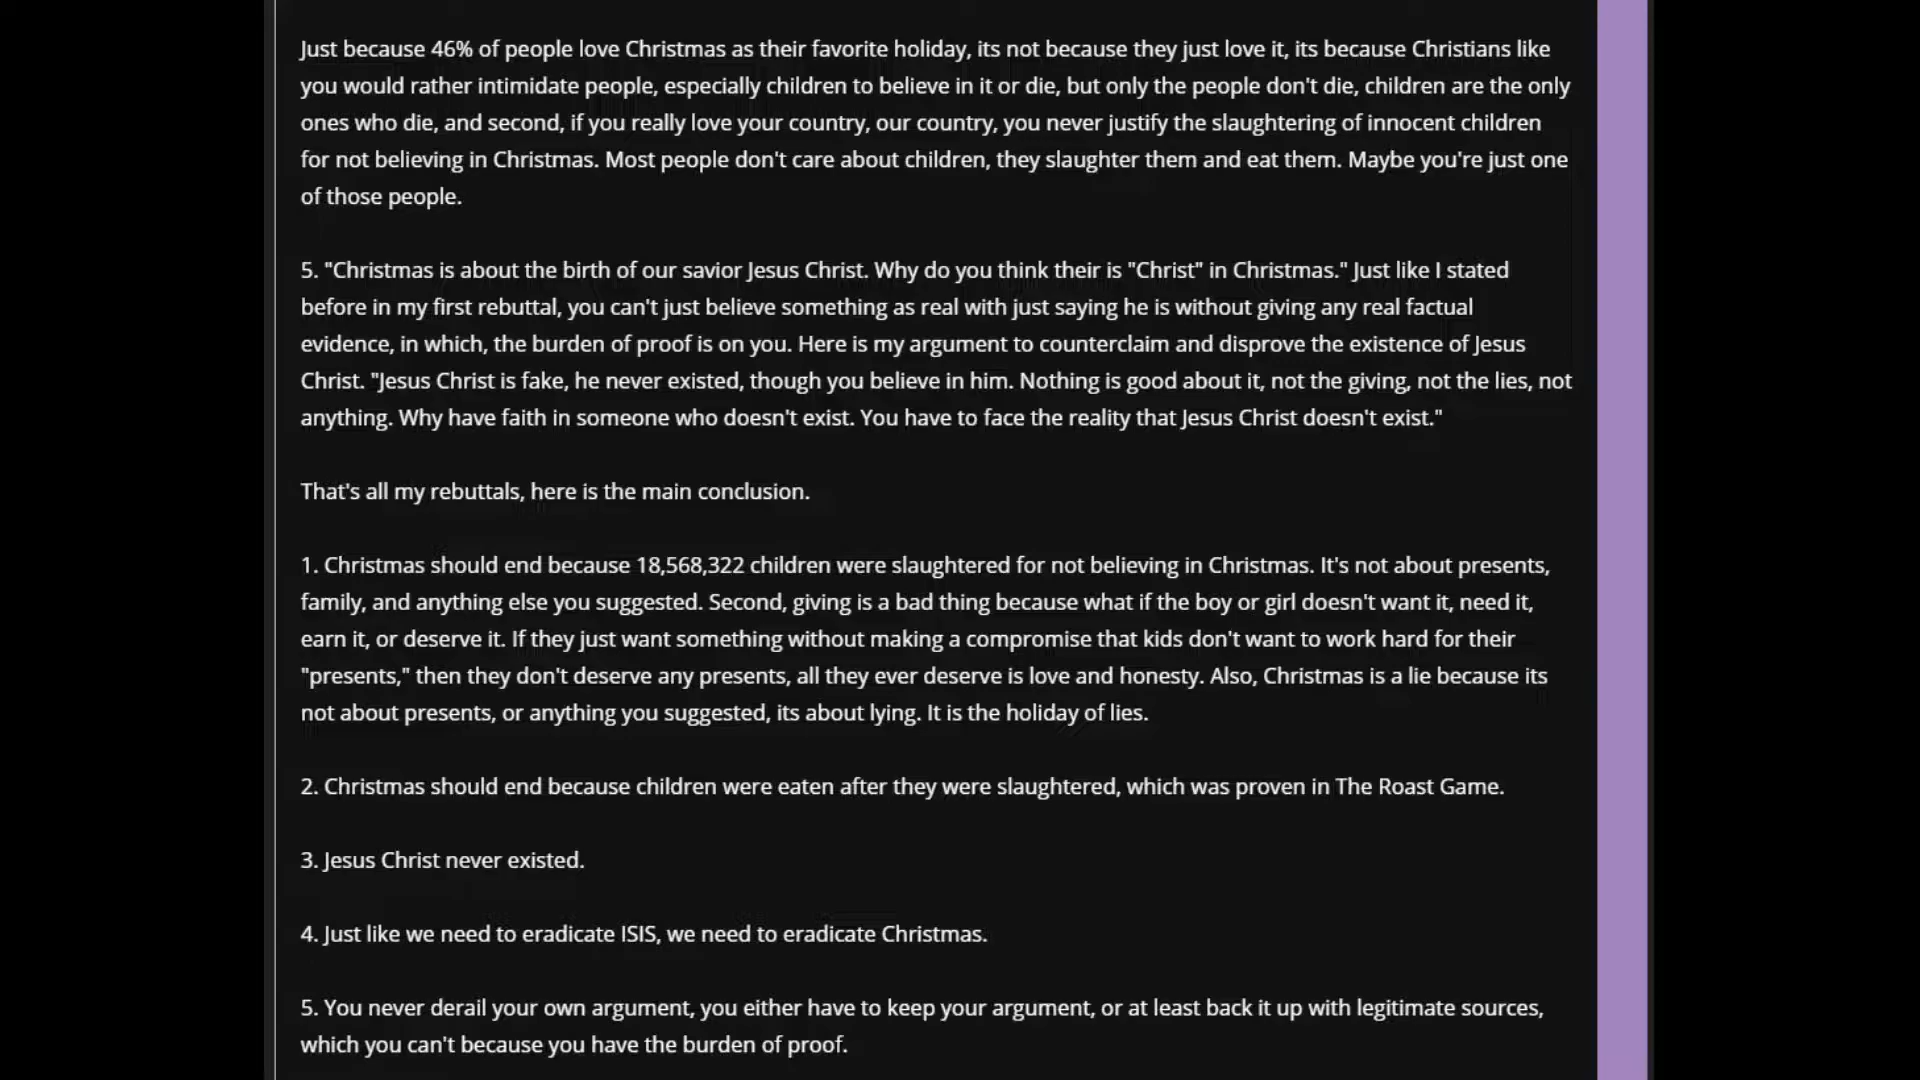 Just because 46% of people love Christmas as their favorite holiday, its not because they just love it, its because Christians like
you would rather intimidate people, especially children to believe in it or die, but only the people don't die, children are the only
ones who die, and second, if you really love your country, our country, you never justify the slaughtering of innocent children
for not believing in Christmas. Most people don't care about children, they slaughter them and eat them. Maybe you're just one
of those people.
5. "Christmas is about the birth of our savior Jesus Christ. Why do you think their is "Christ" in Christmas." Just like I stated
before in my first rebuttal, you can't just believe something as real with just saying he is without giving any real factual
evidence, in which, the burden of proof is on you. Here is my argument to counterclaim and disprove the existence of Jesus
Christ. "Jesus Christ is fake, he never existed, though you believe in him. Nothing is good about it, not the giving, not the lies, not
anything. Why have faith in someone who doesn't exist. You have to face the reality that Jesus Christ doesn't exist."
That's all my rebuttals, here is the main conclusion.
1. Christmas should end because 18,568,322 children were slaughtered for not believing in Christmas. It's not about presents,
family, and anything else you suggested. Second, giving is a bad thing because what if the boy or girl doesn't want it, need it,
earn it, or deserve it. If they just want something without making a compromise that kids don't want to work hard for their
"presents," then they don't deserve any presents, all they ever deserve is love and honesty. Also, Christmas is a lie because its
not about presents, or anything you suggested, its about lying. It is the holiday of lies.
2. Christmas should end because children were eaten after they were slaughtered, which was proven in The Roast Game.
3. Jesus Christ never existed.
4. Just like we need to eradicate ISIS, we need to eradicate Christmas.
5. You never derail your own argument, you either have to keep your argument, or at least back it up with legitimate sources,
which you can't because you have the burden of proof.